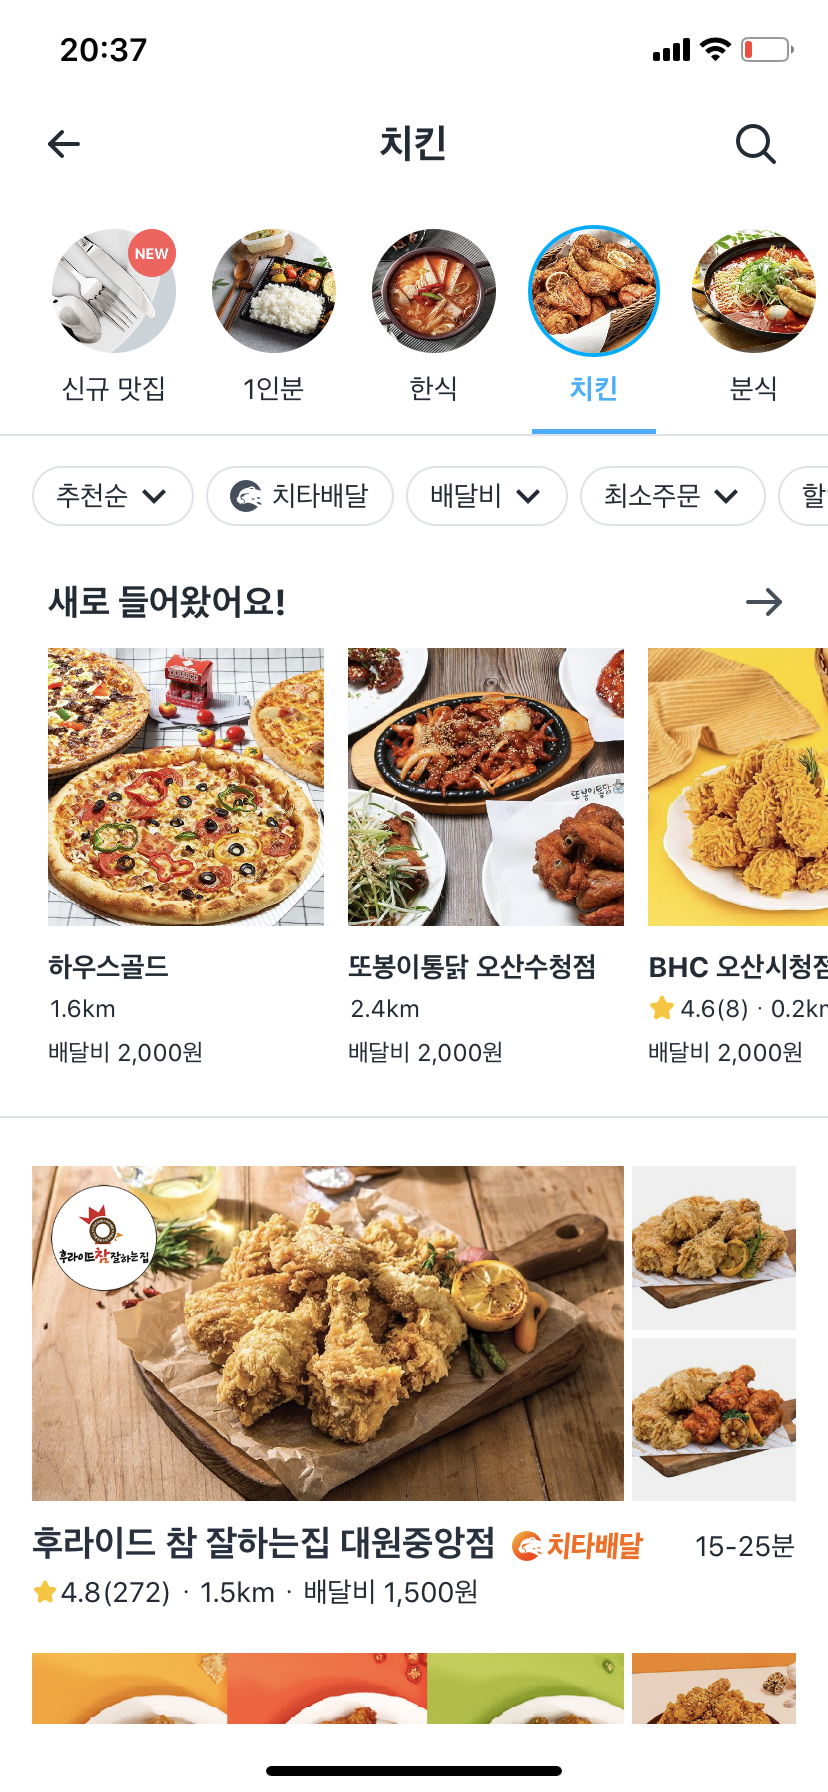 20:37
치킨
NEW
신규 맛집
1인분
한식
치킨
분식
추천순
치타배달
배달비
최소주문
할
새로 들어왔어요!
또봉이통닭
하우스골드
또봉이통닭 오산수청점
BHC 오산시청점
1.6km
2.4km
4.6(8) · 0.2km
배달비 2,000원
배달비 2,000원
배달비 2,000원
후라이드참잘하는집
후라이드 참 잘하는집 대원중앙점
치타배달
15-25분
4.8(272) · 1.5km · 배달비 1,500원